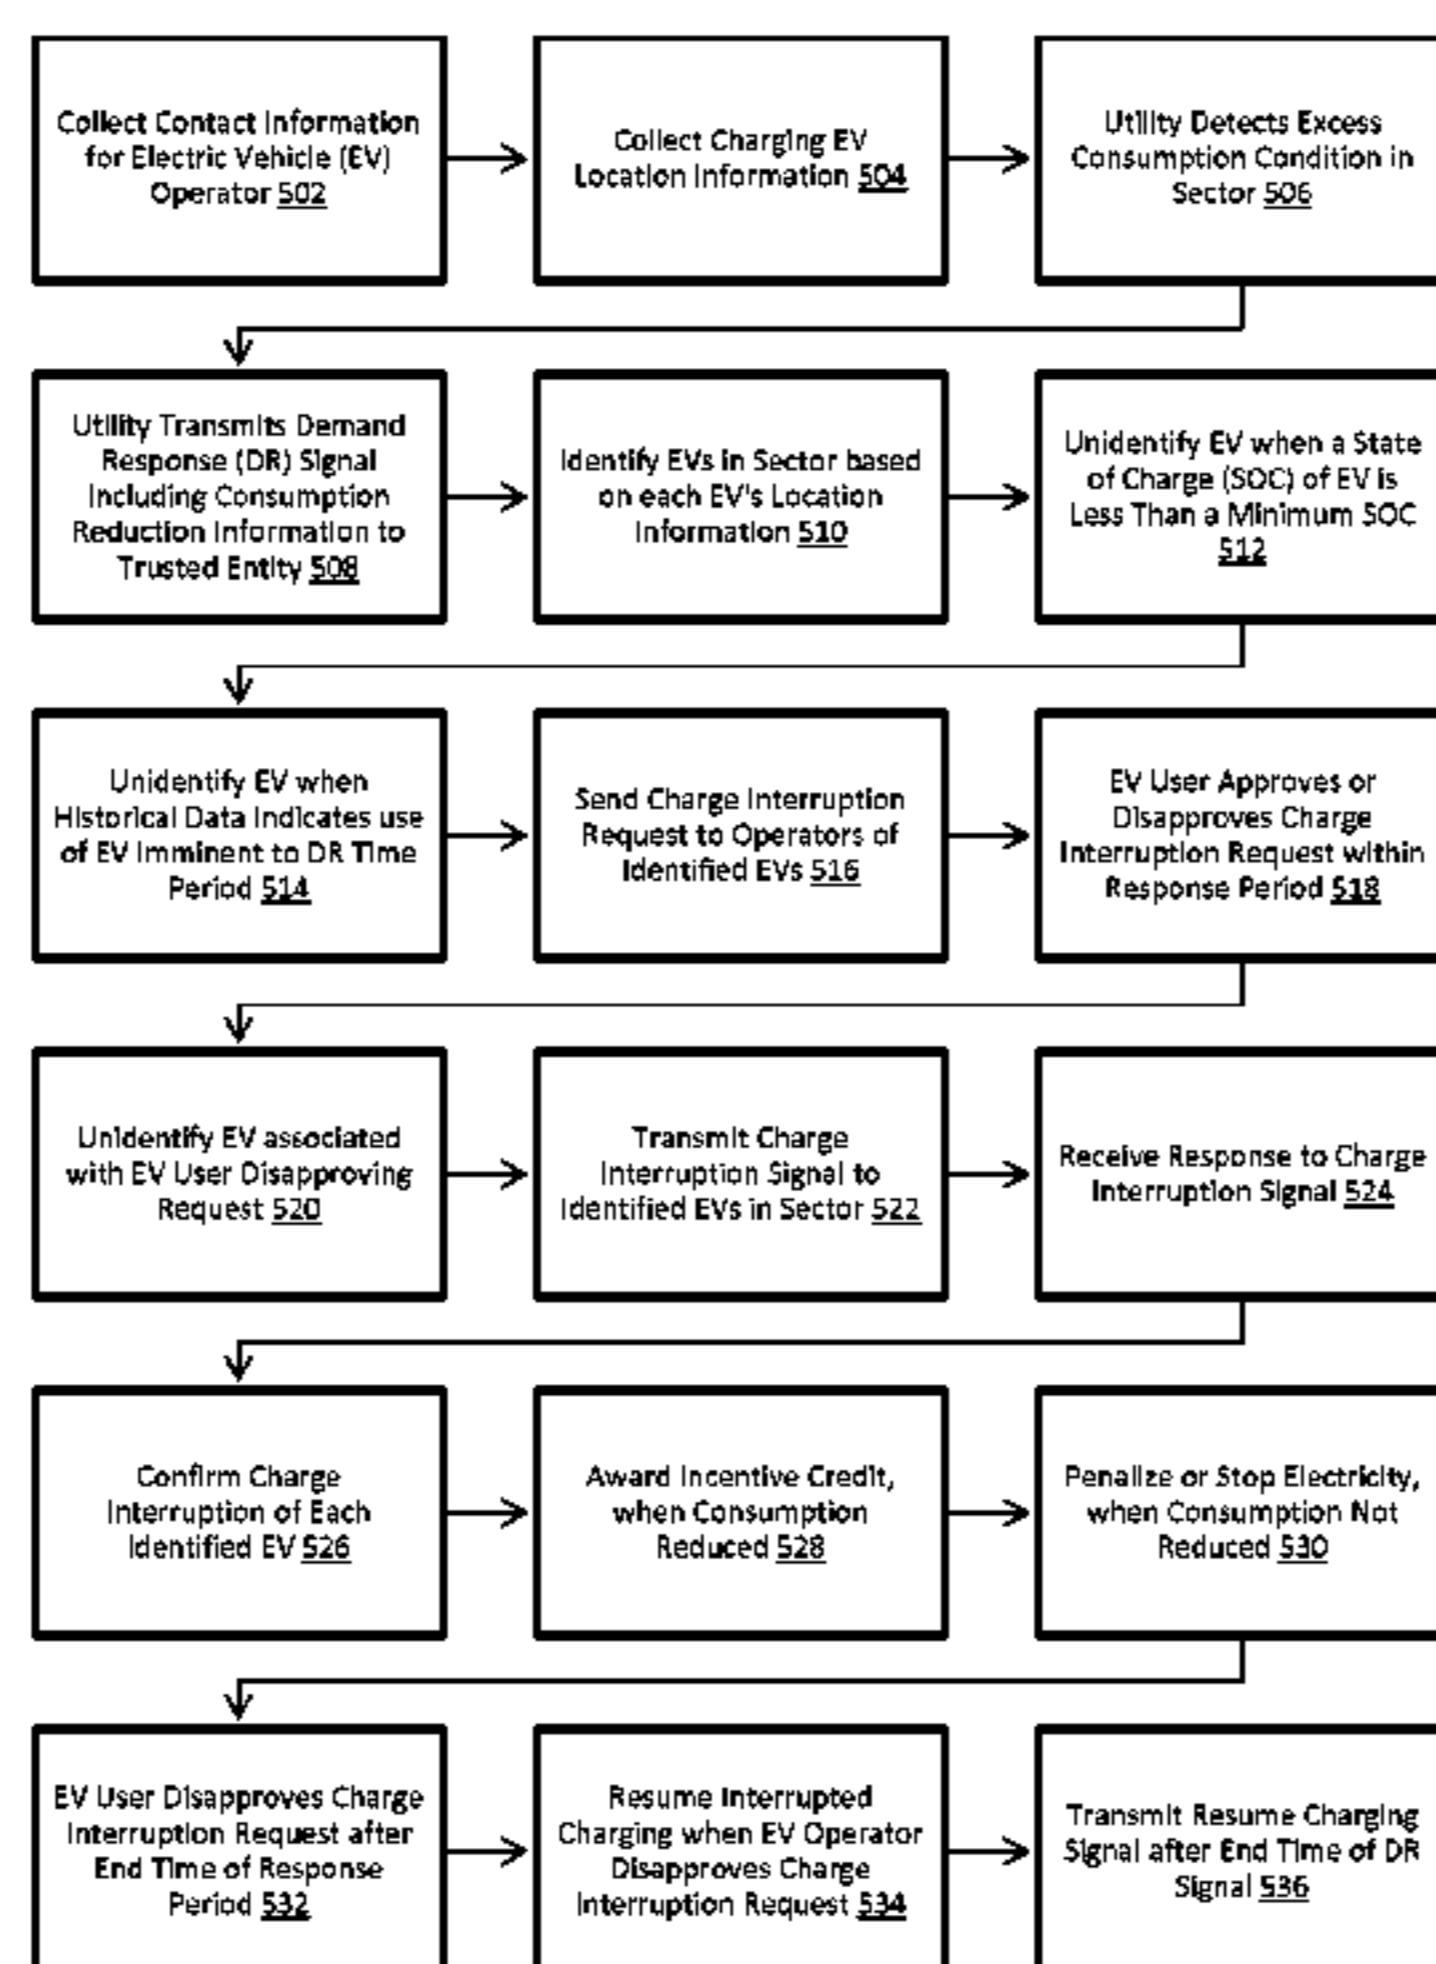 Collect Contact Information
for Electric Vehicle (EV)
Operator 502
Collect Charging EV
Location Information 504
Utility Detects Excess
Consumption Condition in
Sector 506
Utility Transmits Demand
Response (DR) Signal
Including Consumption
Reduction Information to
Trusted Entity 508
Identify EVs in Sector based
on each EV's Location
Information 510
Unidentify EV when a State
of Charge (SOC) of EV is
Less Than a Minimum SOC
512
Unidentify EV when
Historical Data Indicates use
of EV Imminent to DR Time
Period 514
Send Charge Interruption
Request to Operators of
Identified EVs 516
EV User Approves or
Disapproves Charge
Interruption Request within
Response Period 518
Unidentify EV associated
with EV User Disapproving
Request 520
Transmit Charge
Interruption Signal to
Identified EVs in Sector 522
Receive Response to Charge
Interruption Signal 524
Confirm Charge
Interruption of Each
Identified EV 526
Award Incentive Credit,
when Consumption
Reduced 528
Penalize or Stop Electricity,
when Consumption Not
Reduced 530
EV User Disapproves Charge
Interruption Request after
End Time of Response
Period 532
Resume Interrupted
Charging when EV Operator
Disapproves Charge
Interruption Request 534
Transmit Resume Charging
Signal after End Time of DR
Signal 536